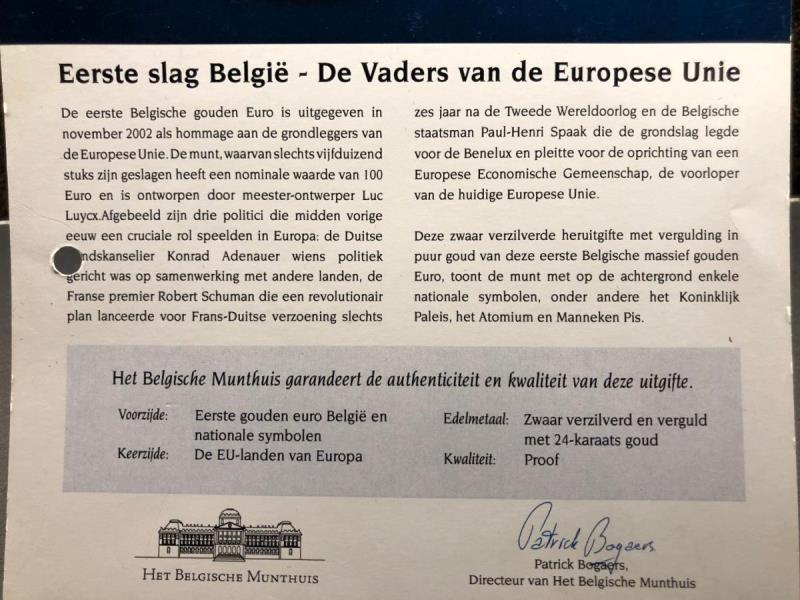 Eerste slag België - De Vaders van de Europese Unie
De eerste Belgische gouden Euro is uitgegeven in
november 2002 als hommage aan de grondleggers van
de Europese Unie. De munt, waarvan slechts vijfduizend
stuks zijn geslagen heeft een nominale waarde van 100
Euro en is ontworpen door meester-ontwerper Luc
Luycx.Afgebeeld zijn drie politici die midden vorige
eeuw een cruciale rol speelden in Europa: de Duitse
ndskanselier Konrad Adenauer wiens politiek
gericht was op samenwerking met andere landen, de
Franse premier Robert Schuman die een revolutionair
plan lanceerde voor Frans-Duitse verzoening slechts
zes jaar na de Tweede Wereldoorlog en de Belgische
staatsman Paul-Henri Spaak die de grondslag legde
voor de Benelux en pleitte voor de oprichting van een
Europese Economische Gemeenschap, de voorloper
van de huidige Europese Unie.
Deze zwaar verzilverde heruitgifte met vergulding in
puur goud van deze eerste Belgische massief gouden
Euro, toont de munt met op de achtergrond enkele
nationale symbolen, onder andere het Koninklijk
Paleis, het Atomium en Manneken Pis.
Het Belgische Munthuis garandeert de authenticiteit en kwaliteit van deze uitgifte.
Voorzijde: Eerste gouden euro België en
nationale symbolen
Keerzijde: De EU-landen van Europa
Edelmetaal: Zwaar verzilverd en verguld
met 24-karaats goud
Kwaliteit: Proof
Het Belgische Munthuis
Patrick Bogaers
Patrick Bogaers,
Directeur van Het Belgische Munthuis